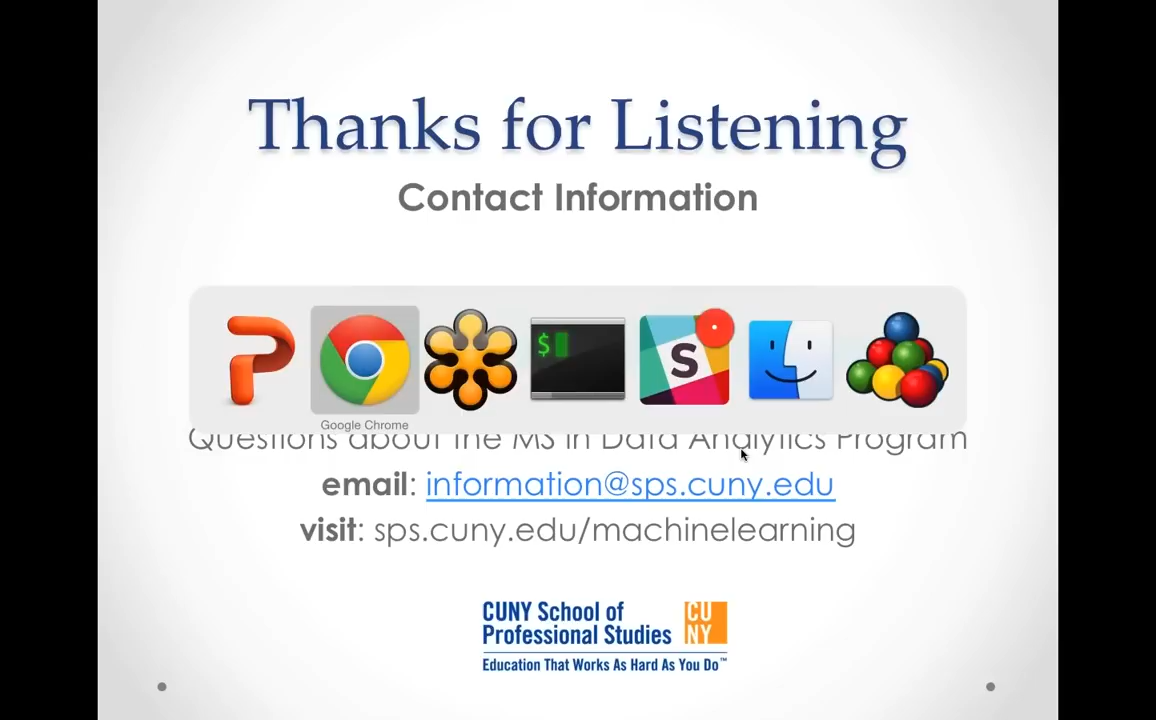 Thanks for Listening
Contact Information
$
S
Google Chrome
Questions about the MS in Data Analytics Program
email: information@sps.cuny.edu
visit: sps.cuny.edu/machinelearning
CUNY School of
Professional Studies
CU
NY
Education That Works As Hard As You Do™